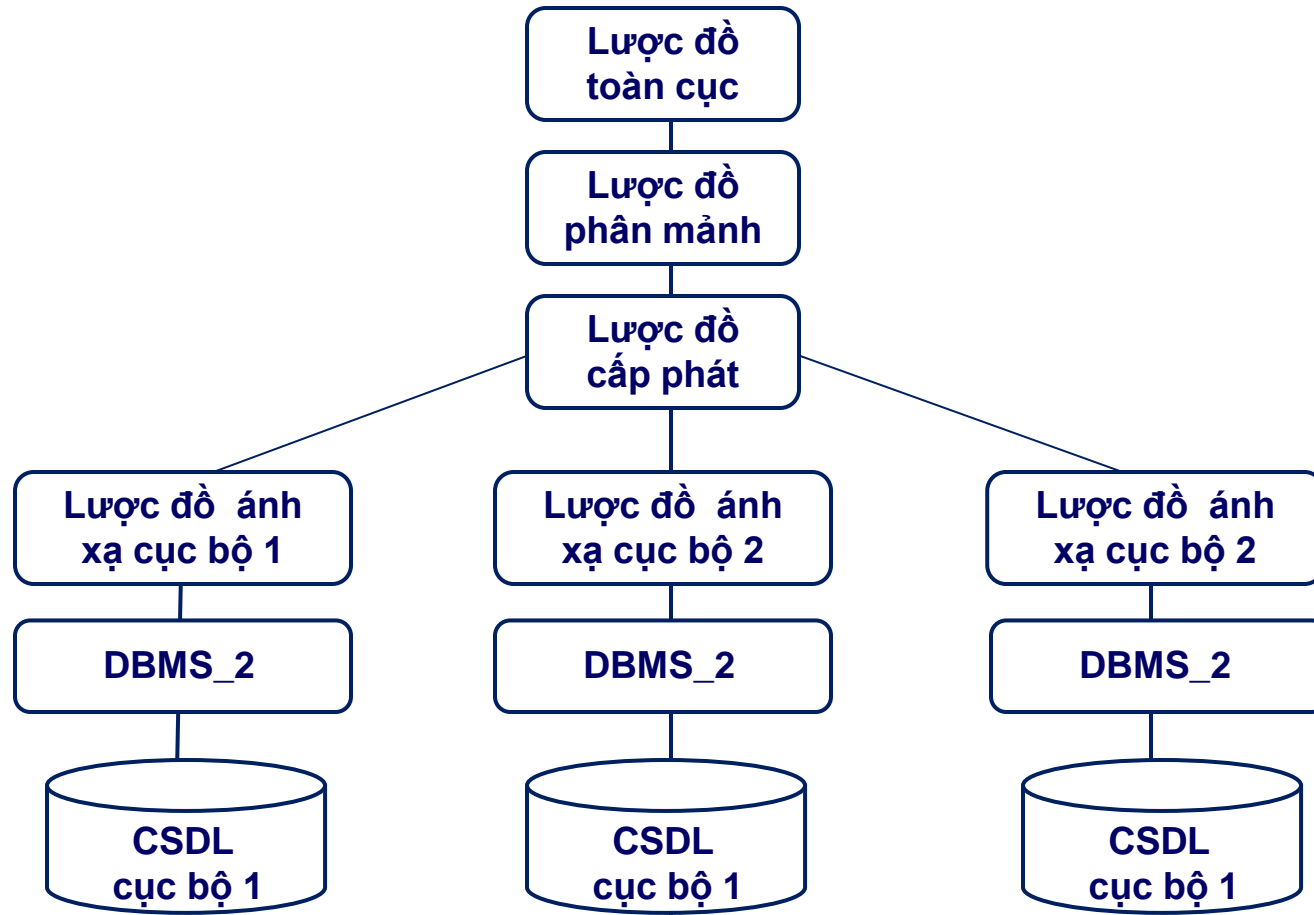 Lược đồ
toàn cục
Lược đồ
phân mảnh
Lược đồ
cấp phát
Lược đồ ánh
xạ cục bộ 1
Lược đồ ánh
xạ cục bộ 2
Lược đồ ánh
xạ cục bộ 2
DBMS_2
DBMS_2
DBMS_2
CSDL
cục bộ 1
CSDL
cục bộ 1
CSDL
cục bộ 1